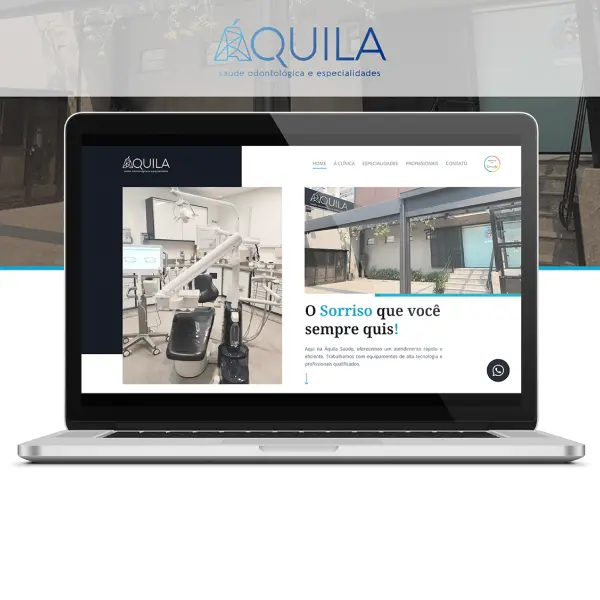 ÁQUILA
saúde odontológica e especialidades
ÁQUILA
HOME A CLÍNICA ESPECIALIDADES PROFISSIONAIS CONTATO
ÁQUILA
O Sorriso que você
sempre quis!
Aqui na Áquila Saúde, oferecemos um atendimento rápido e
eficiente. Trabalhamos com equipamentos de alta tecnologia e
profissionais qualificados.